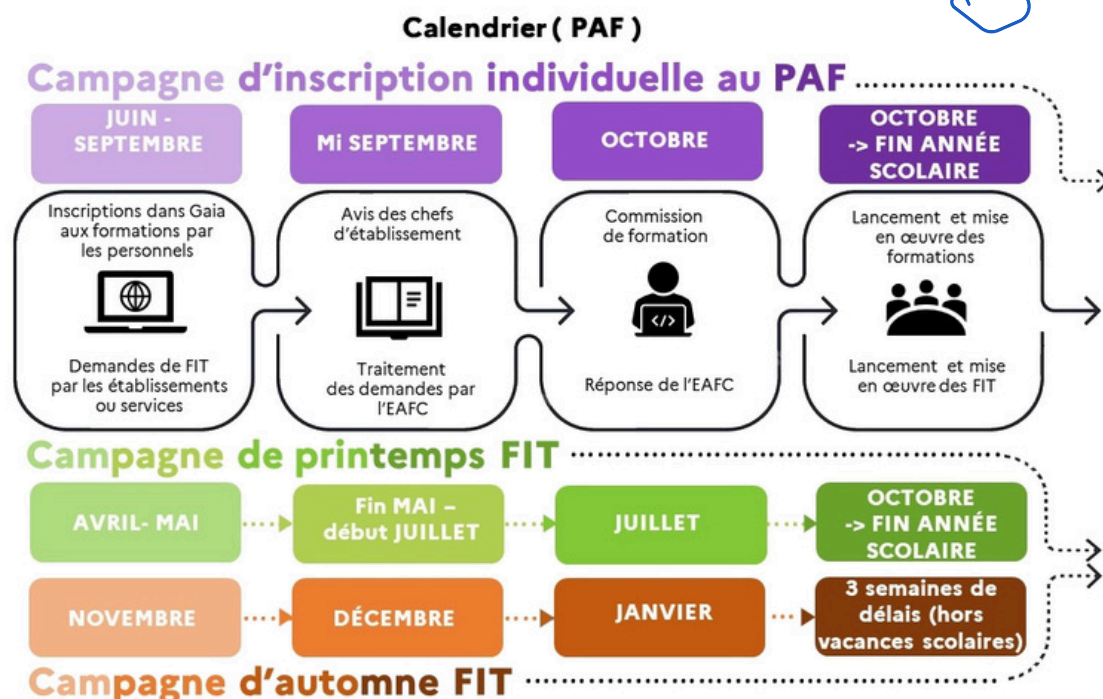 Calendrier ( PAF )
Campagne d'inscription individuelle au PAF
JUIN -
SEPTEMBRE
Mi SEPTEMBRE
OCTOBRE
OCTOBRE
-> FIN ANNÉE
SCOLAIRE
Inscriptions dans Gaia
aux formations par
les personnels
Avis des chefs
d'établissement
Commission
de formation
Lancement et mise
en œuvre des
formations
</>
Demandes de FIT
par les établissements
ou services
Traitement
des demandes par
l'EAFC
Réponse de l'EAFC
Lancement et mise
en œuvre des FIT
Campagne de printemps FIT
AVRIL- MAI
Fin MAI –
début JUILLET
JUILLET
OCTOBRE
-> FIN ANNÉE
SCOLAIRE
NOVEMBRE
DÉCEMBRE
JANVIER
3 semaines de
délais (hors
vacances scolaires)
Campagne d'automne FIT